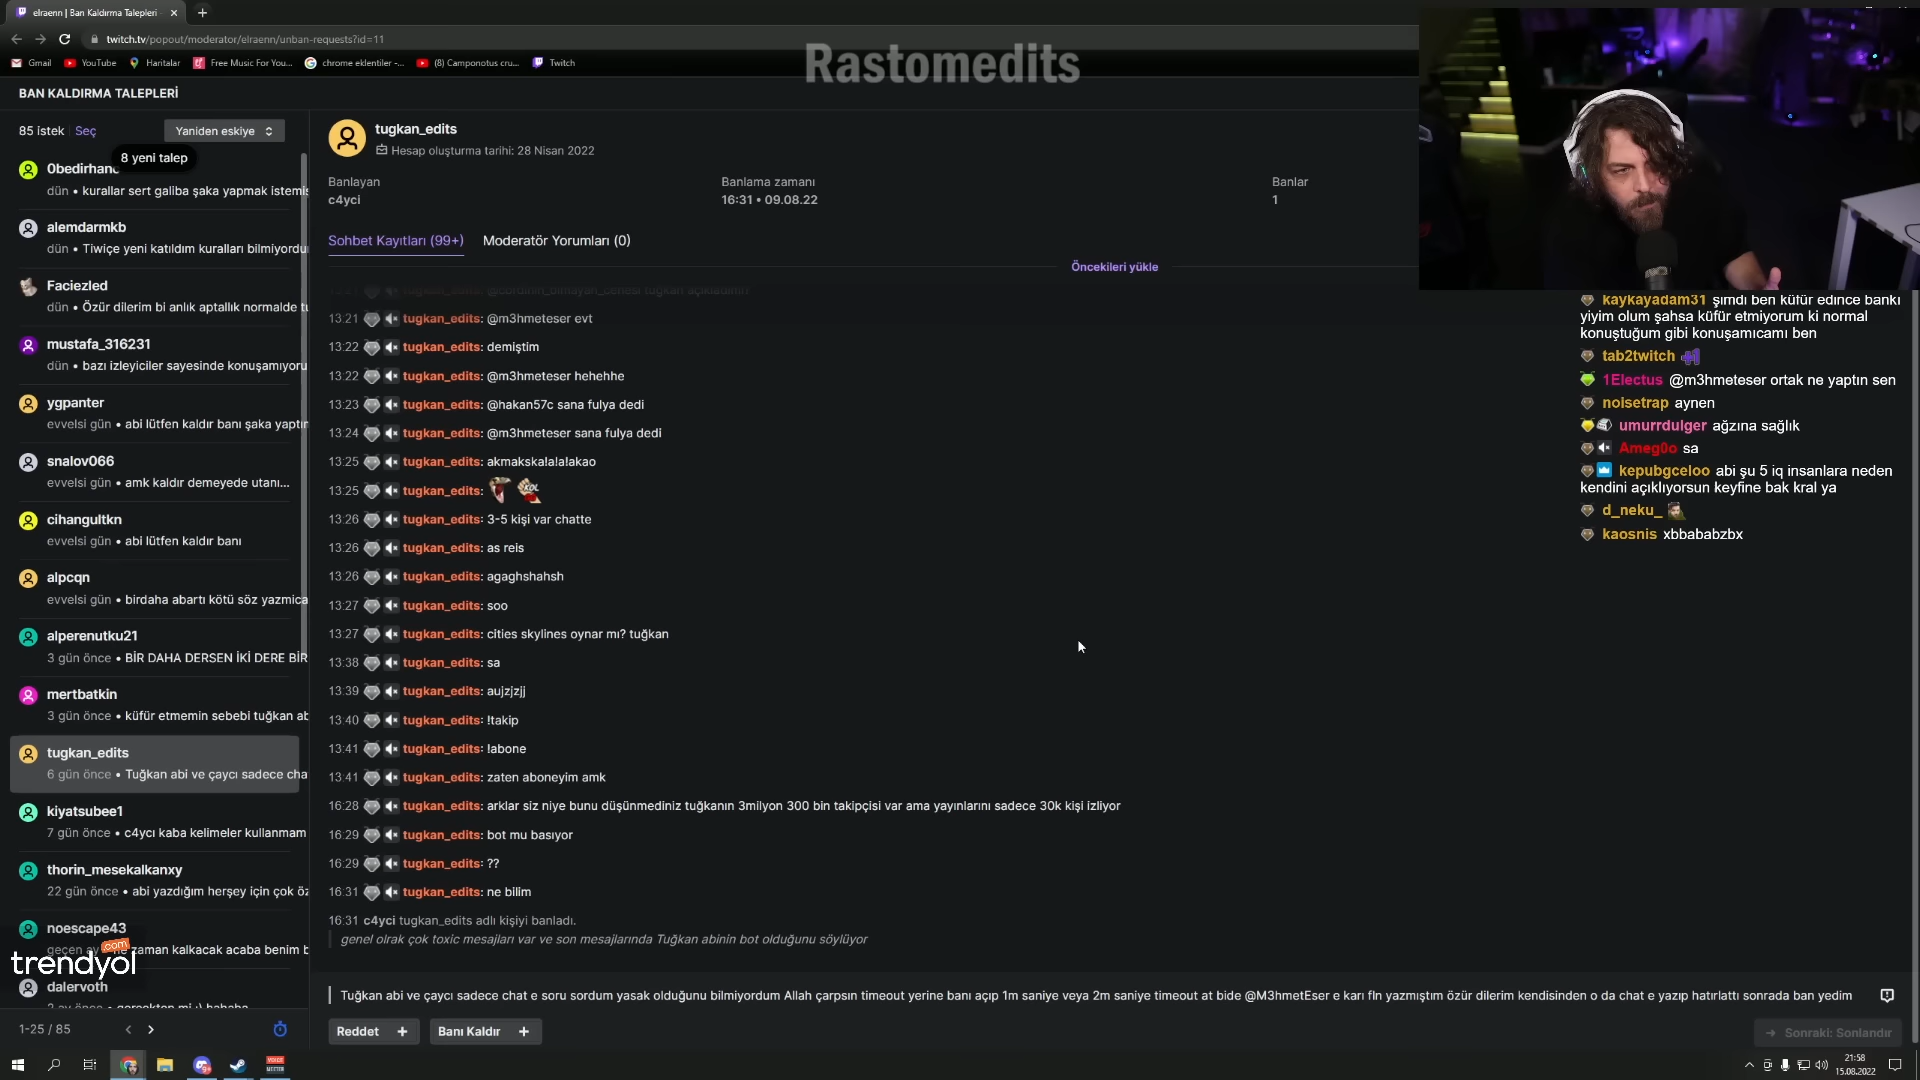 elraenn | Ban Kaldırma Talepleri
twitch.tv/popout/moderator/elraenn/unban-requests?id=11
Gmail
YouTube
Haritalar
Free Music For You...
chrome eklentiler -...
(8) Camponotus cru...
Twitch
Rastomedits
BAN KALDIRMA TALEPLERİ
85 istek
Seç
Yaniden eskiye
8 yeni talep
0bedirhanc
dün • kurallar sert galiba şaka yapmak istemiş
alemdarmkb
dün • Tiwiçe yeni katıldım kuralları bilmiyordu
Faciezled
dün • Özür dilerim bi anlık aptallık normalde tu
mustafa_316231
dün • bazı izleyiciler sayesinde konuşamıyoru
ygpanter
evvelsi gün • abi lütfen kaldır banı şaka yaptın
snalov066
evvelsi gün • amk kaldır demeyede utanı...
cihangultkn
evvelsi gün • abi lütfen kaldır banı
alpcqn
evvelsi gün • birdaha abartı kötü söz yazmica
alperenutku21
3 gün önce • BİR DAHA DERSEN İKİ DERE BİR
mertbatkin
3 gün önce • küfür etmemin sebebi tuğkan ab
tugkan_edits
6 gün önce • Tuğkan abi ve çaycı sadece cha
kiyatsubee1
7 gün önce • c4ycı kaba kelimeler kullanmam
thorin_mesekalkanxy
22 gün önce • abi yazdığım herşey için çok öz
noescape43
geçen ay zaman kalkacak acaba benim b
trendyol
.com
dalervoth
1-25 / 85
tugkan_edits
Hesap oluşturma tarihi: 28 Nisan 2022
Banlayan
c4yci
Banlama zamanı
16:31 • 09.08.22
Banlar
1
Sohbet Kayıtları (99+)
Moderatör Yorumları (0)
Öncekileri yükle
13:21 tugkan_edits: @m3hmeteser evt
13:22 tugkan_edits: demiştim
13:22 tugkan_edits: @m3hmeteser hehehhe
13:23 tugkan_edits: @hakan57c sana fulya dedi
13:24 tugkan_edits: @m3hmeteser sana fulya dedi
13:25 tugkan_edits: akmakskala!a!akao
13:25 tugkan_edits:
13:26 tugkan_edits: 3-5 kişi var chatte
13:26 tugkan_edits: as reis
13:26 tugkan_edits: agaghshahsh
13:27 tugkan_edits: soo
13:27 tugkan_edits: cities skylines oynar mı? tuğkan
13:38 tugkan_edits: sa
13:39 tugkan_edits: aujzjzjj
13:40 tugkan_edits: !takip
13:41 tugkan_edits: !abone
13:41 tugkan_edits: zaten aboneyim amk
16:28 tugkan_edits: arklar siz niye bunu düşünmediniz tuğkanın 3milyon 300 bin takipçisi var ama yayınlarını sadece 30k kişi izliyor
16:29 tugkan_edits: bot mu basıyor
16:29 tugkan_edits: ??
16:31 tugkan_edits: ne bilim
16:31 c4yci tugkan_edits adlı kişiyi banladı.
genel olrak çok toxic mesajları var ve son mesajlarında Tuğkan abinin bot olduğunu söylüyor
Tuğkan abi ve çaycı sadece chat e soru sordum yasak olduğunu bilmiyordum Allah çarpsın timeout yerine banı açıp 1m saniye veya 2m saniye timeout at bide @M3hmetEser e karı fln yazmıştım özür dilerim kendisinden o da chat e yazıp hatırlattı sonrada ban yedim
Reddet +
Banı Kaldır +
→ Sonraki: Sonlandır
kaykayadam31 şimdi ben küfür edince bankı
yiyim olum şahsa küfür etmiyorum ki normal
konuştuğum gibi konuşamıcamı ben
tab2twitch
1Electus @m3hmeteser ortak ne yaptın sen
noisetrap aynen
umurrdulger ağzına sağlık
Ameg0o sa
kepubgceloo abi şu 5 iq insanlara neden
kendini açıklıyorsun keyfine bak kral ya
d_neku_
kaosnis xbbababzbx
21:58
15.08.2022